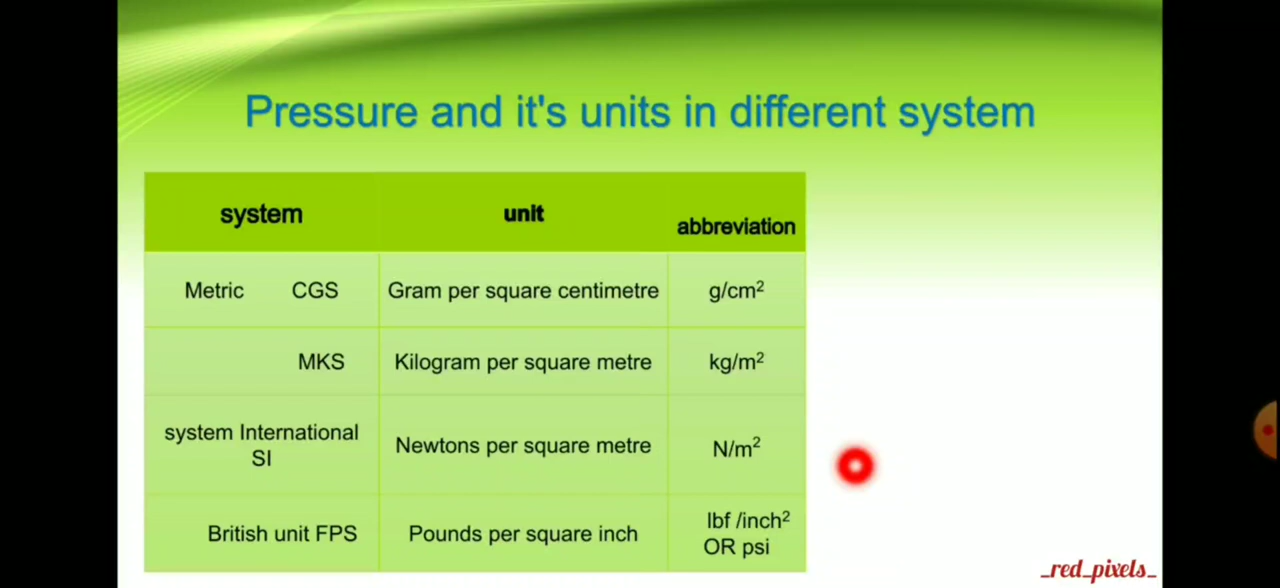 Pressure and it's units in different system
system unit abbreviation
Metric CGS Gram per square centimetre g/cm²
MKS Kilogram per square metre kg/m²
system International
SI Newtons per square metre N/m²
British unit FPS Pounds per square inch lbf /inch²
OR psi
_red_pixels_